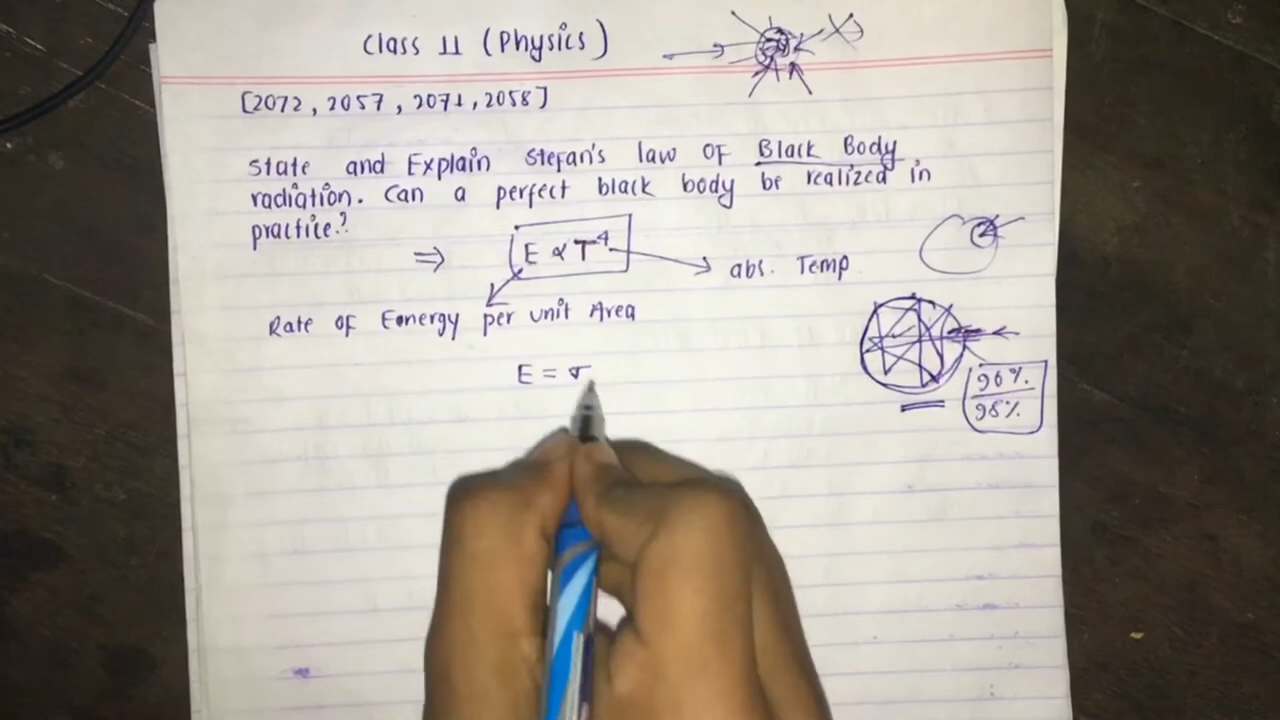 Class 11 (Physics)
[2072, 2057, 2071, 2058]
State and Explain Stefan's law of Black Body
radiation. Can a perfect black body be realized in
practice?
⇒ E ∝ T⁴ → abs. Temp
Rate of Eonergy per unit Area
E = σ
96%
98%